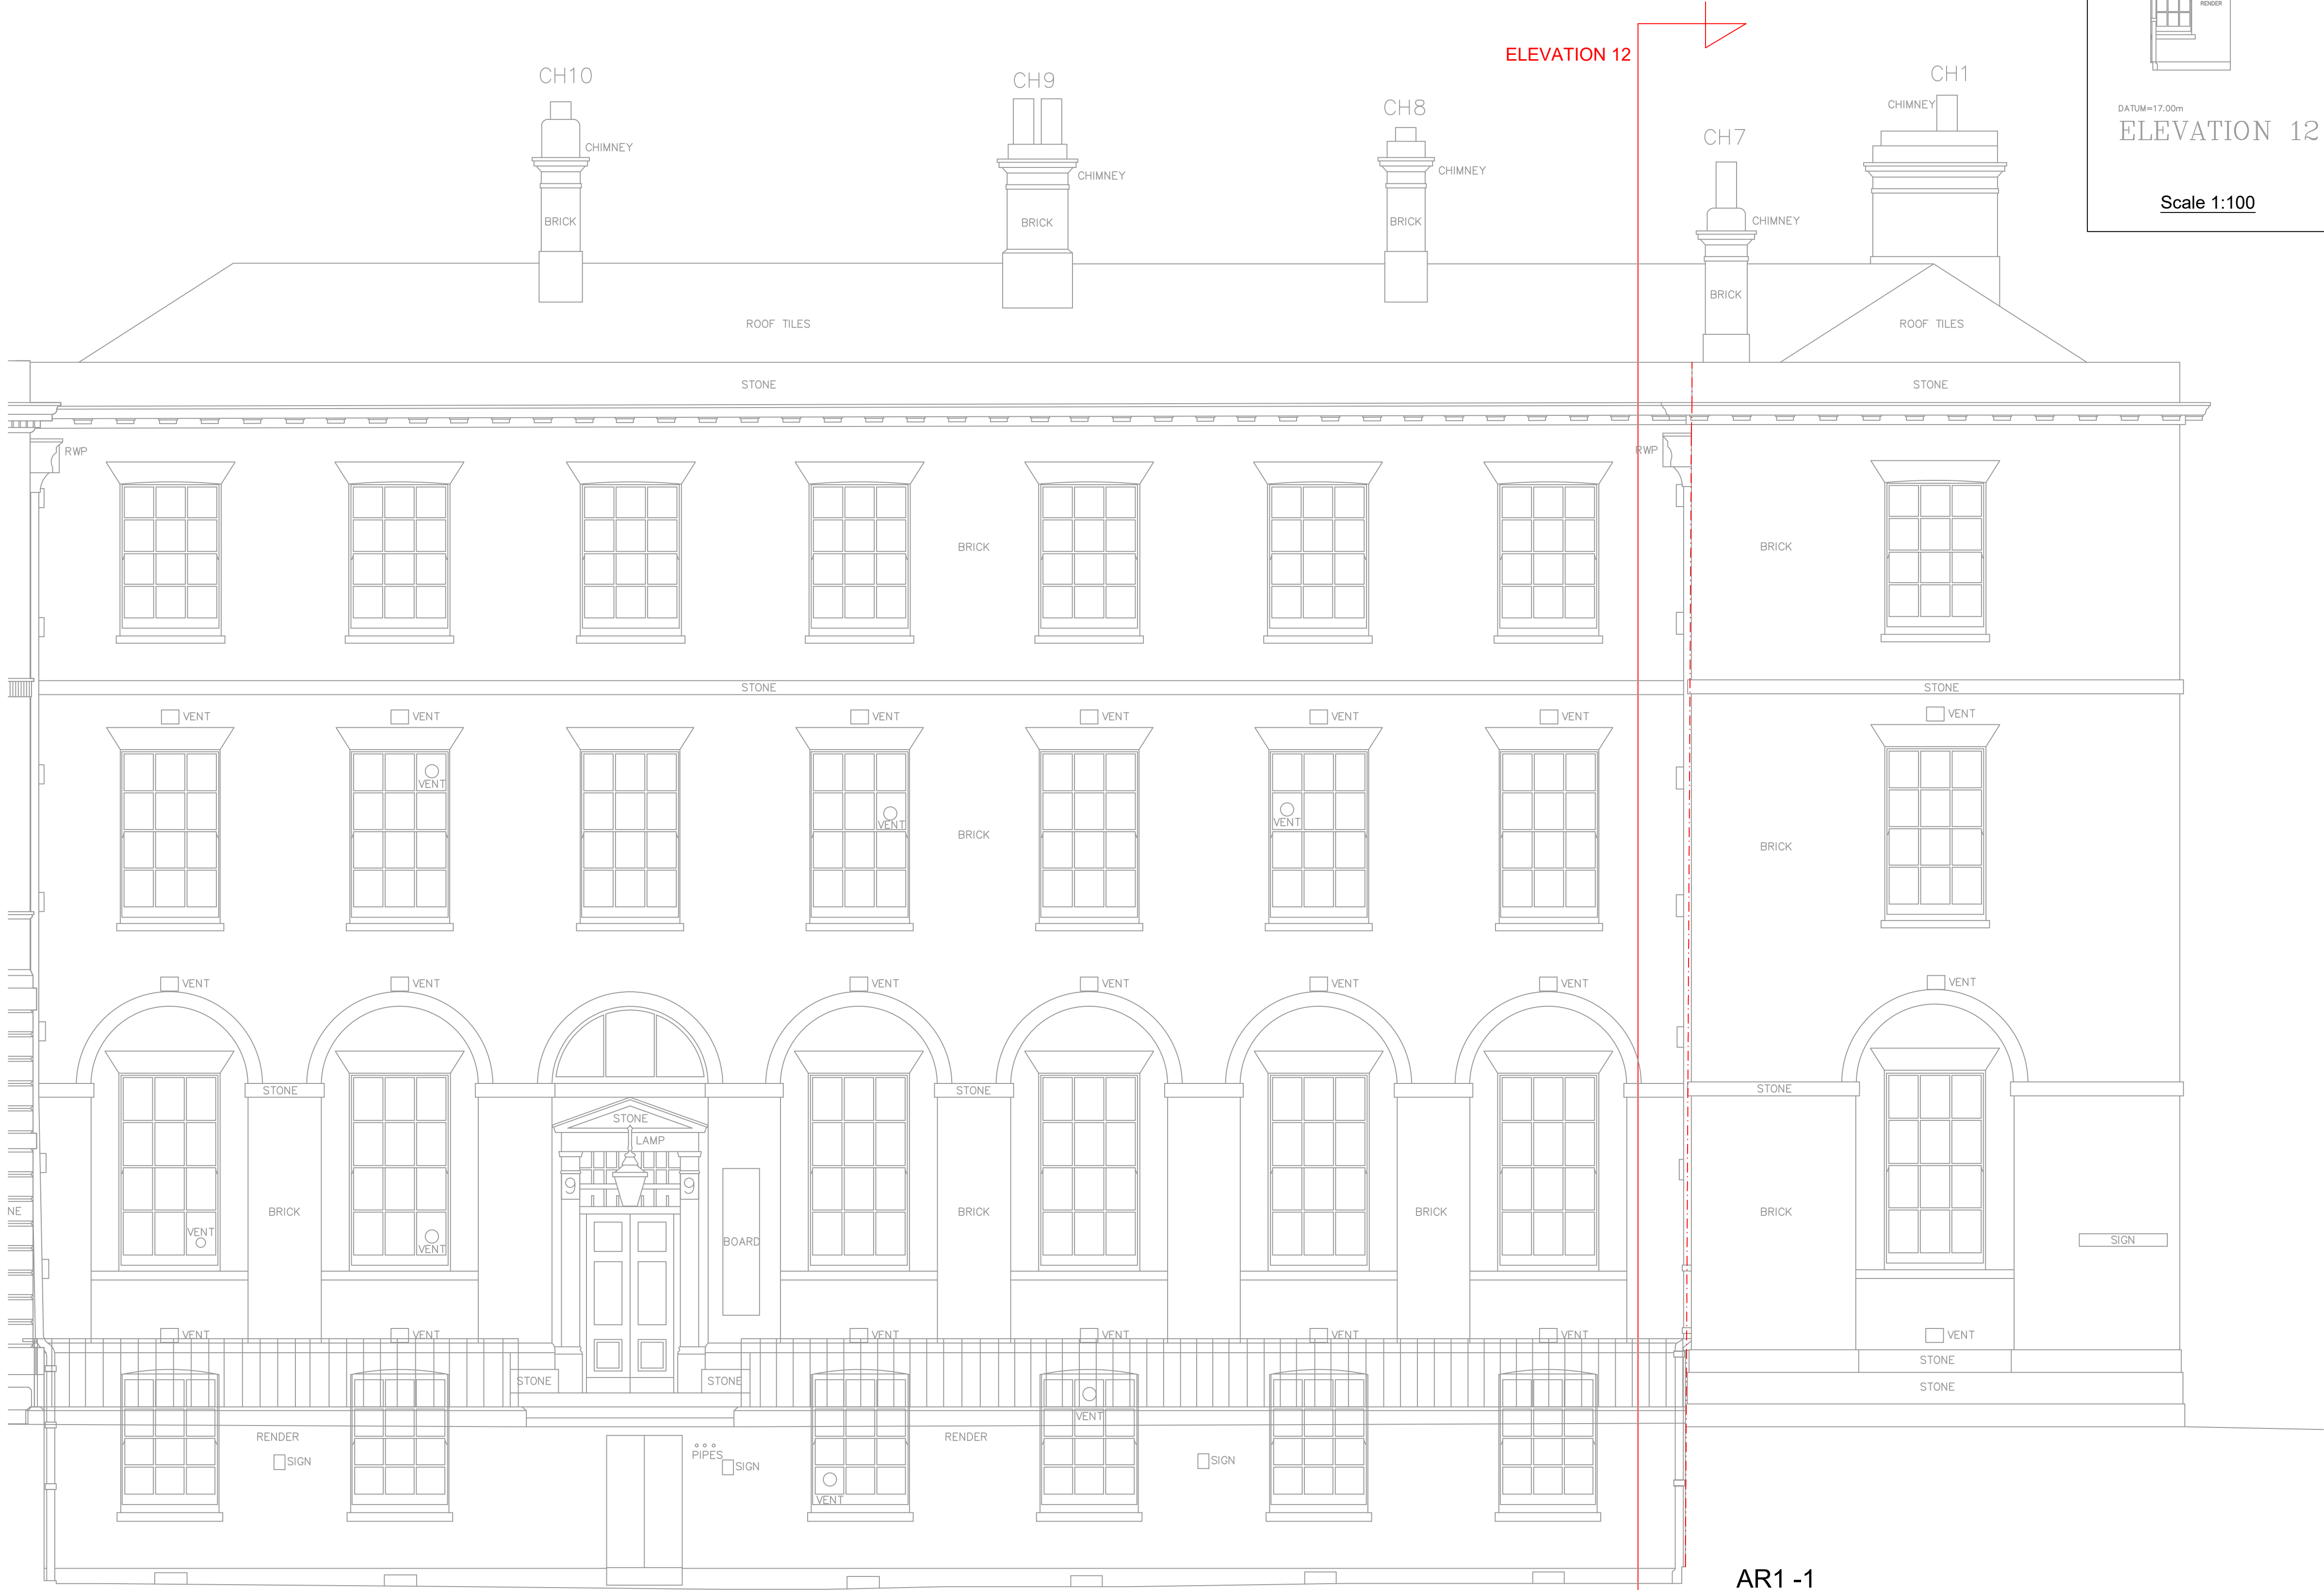 RENDER
ELEVATION 12
CH10
CH9
CH8
CH7
CH1
CHIMNEY
DATUM=17.00m
ELEVATION 12
CHIMNEY
CHIMNEY
CHIMNEY
CHIMNEY
Scale 1:100
BRICK
BRICK
BRICK
BRICK
ROOF TILES
ROOF TILES
STONE
STONE
RWP
RWP
BRICK
BRICK
STONE
STONE
VENT
VENT
VENT
VENT
VENT
VENT
VENT
VENT
VENT
VENT
BRICK
BRICK
VENT
VENT
VENT
VENT
VENT
VENT
VENT
STONE
STONE
STONE
STONE
LAMP
9
9
NE
BRICK
BRICK
BRICK
BRICK
VENT
VENT
BOARD
SIGN
VENT
VENT
VENT
VENT
VENT
VENT
VENT
STONE
STONE
STONE
STONE
VENT
RENDER
RENDER
SIGN
PIPES
SIGN
SIGN
VENT
AR1 -1